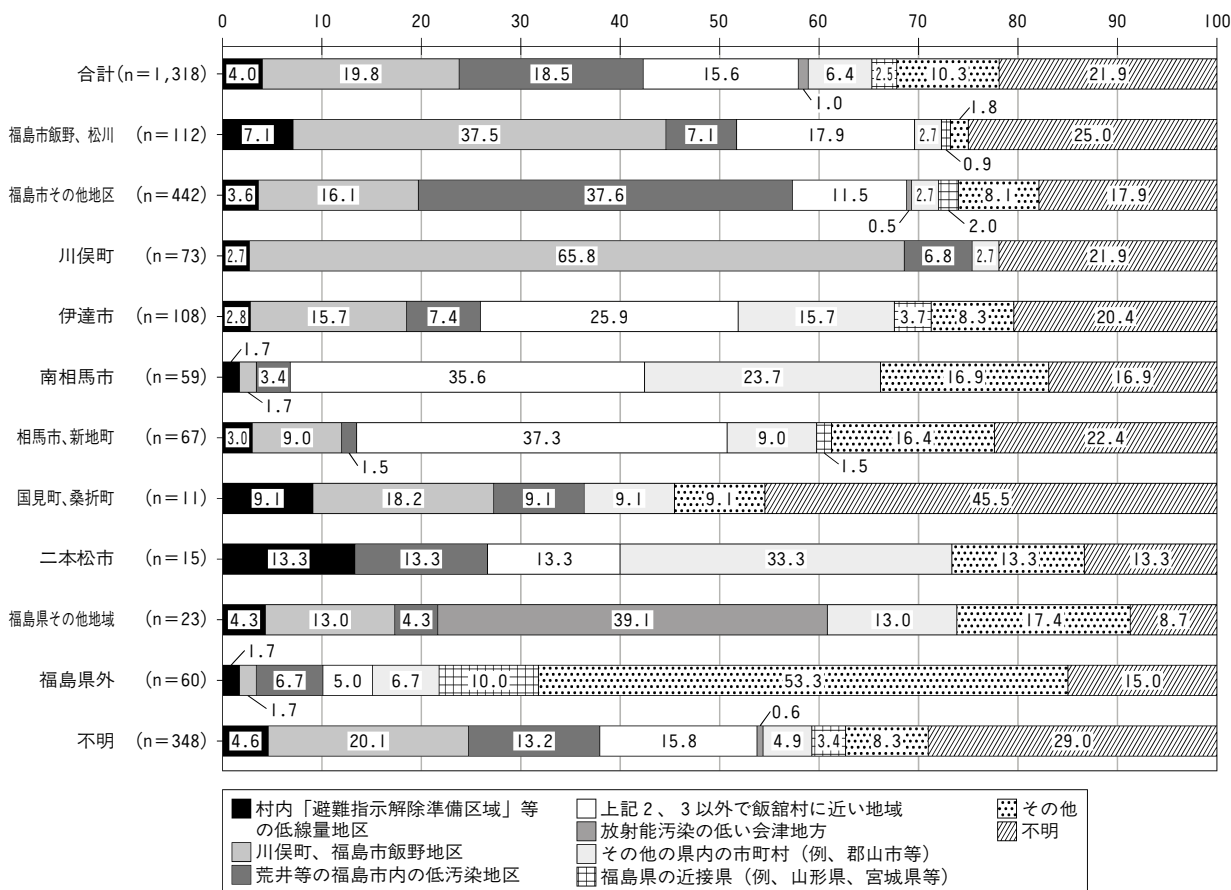 0 10 20 30 40 50 60 70 80 90 100
合計(n=1,318) 4.0 19.8 18.5 15.6 6.4 2.5 10.3 21.9
1.0 1.8
福島市飯野、松川 (n=112) 7.1 37.5 7.1 17.9 2.7 25.0
0.9
福島市その他地区 (n=442) 3.6 16.1 37.6 11.5 2.7 8.1 17.9
0.5 2.0
川俣町 (n=73) 2.7 65.8 6.8 2.7 21.9
伊達市 (n=108) 2.8 15.7 7.4 25.9 15.7 3.7 8.3 20.4
1.7
南相馬市 (n=59) 3.4 35.6 23.7 16.9 16.9
1.7
相馬市、新地町 (n=67) 3.0 9.0 37.3 9.0 16.4 22.4
1.5 1.5
国見町、桑折町 (n=11) 9.1 18.2 9.1 9.1 9.1 45.5
二本松市 (n=15) 13.3 13.3 13.3 33.3 13.3 13.3
福島県その他地域 (n=23) 4.3 13.0 4.3 39.1 13.0 17.4 8.7
1.7
福島県外 (n=60) 6.7 5.0 6.7 10.0 53.3 15.0
1.7 0.6
不明 (n=348) 4.6 20.1 13.2 15.8 4.9 3.4 8.3 29.0
村内「避難指示解除準備区域」等
の低線量地区
川俣町、福島市飯野地区
荒井等の福島市内の低汚染地区
上記2、3以外で飯舘村に近い地域
放射能汚染の低い会津地方
その他の県内の市町村（例、郡山市等）
福島県の近接県（例、山形県、宮城県等）
その他
不明